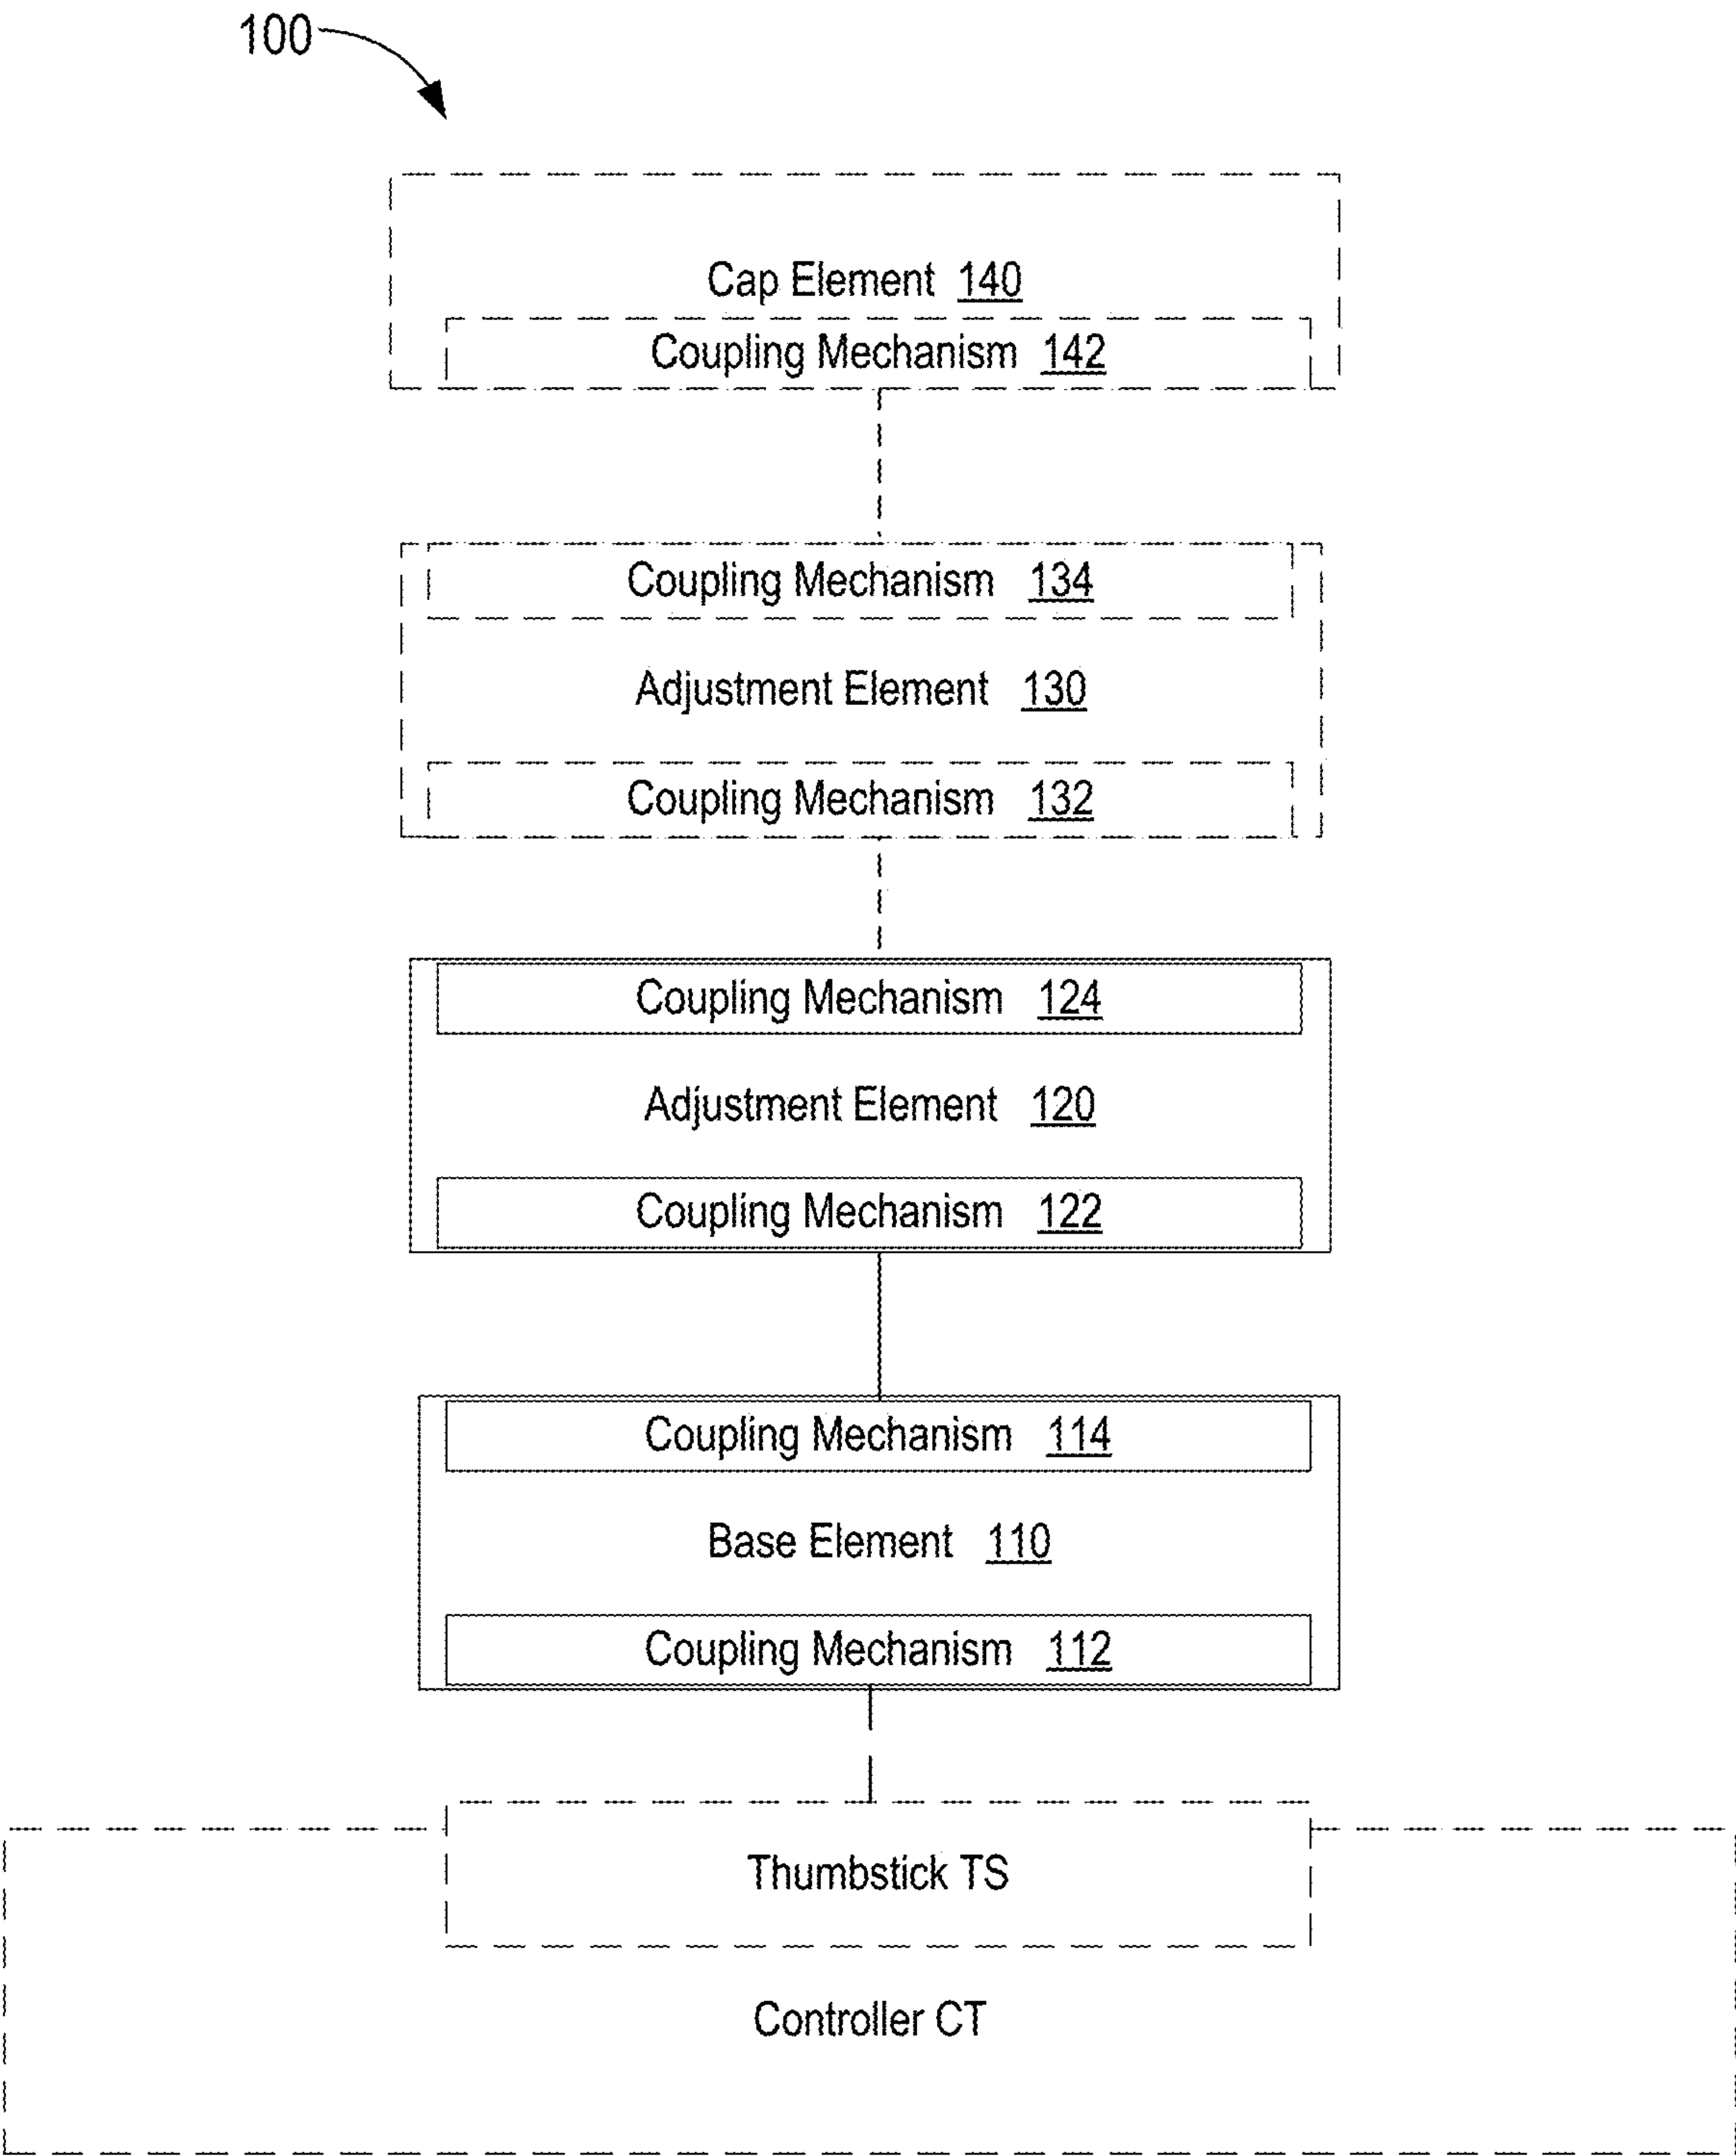 100
Cap Element 140
Coupling Mechanism 142
Coupling Mechanism 134
Adjustment Element 130
Coupling Mechanism 132
Coupling Mechanism 124
Adjustment Element 120
Coupling Mechanism 122
Coupling Mechanism 114
Base Element 110
Coupling Mechanism 112
Thumbstick TS
Controller CT